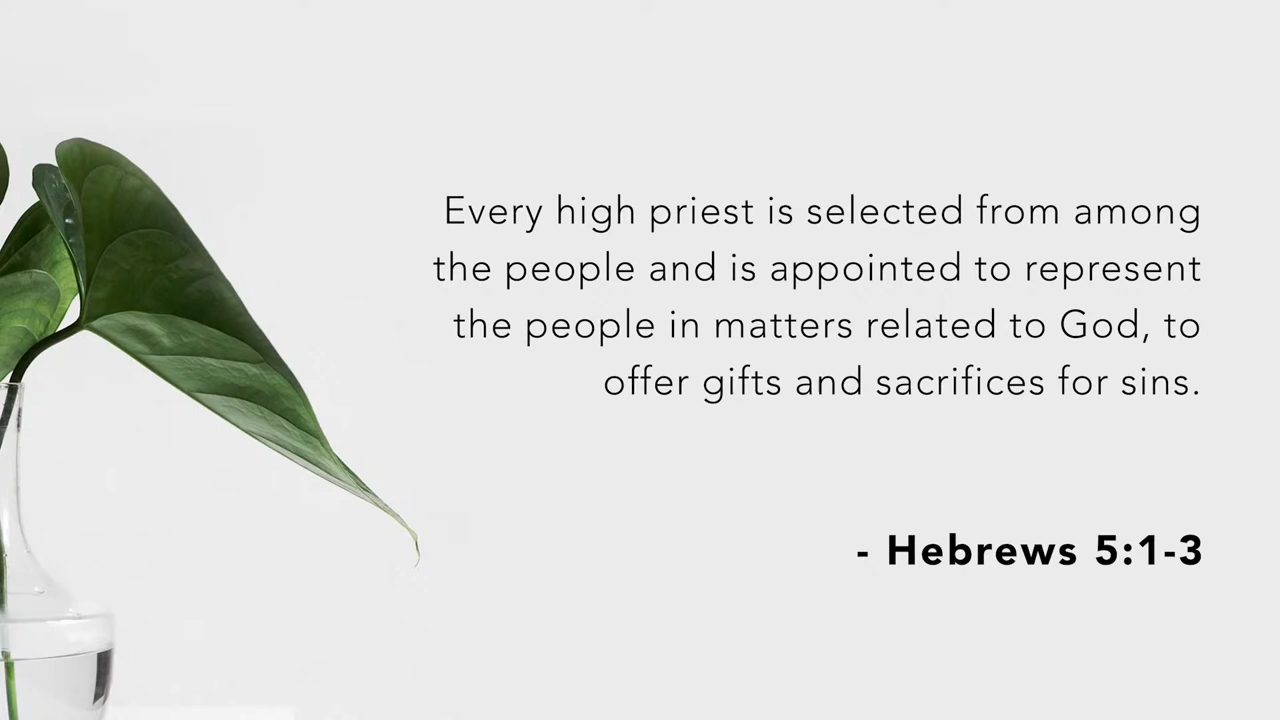 Every high priest is selected from among
the people and is appointed to represent
the people in matters related to God, to
offer gifts and sacrifices for sins.
- Hebrews 5:1-3